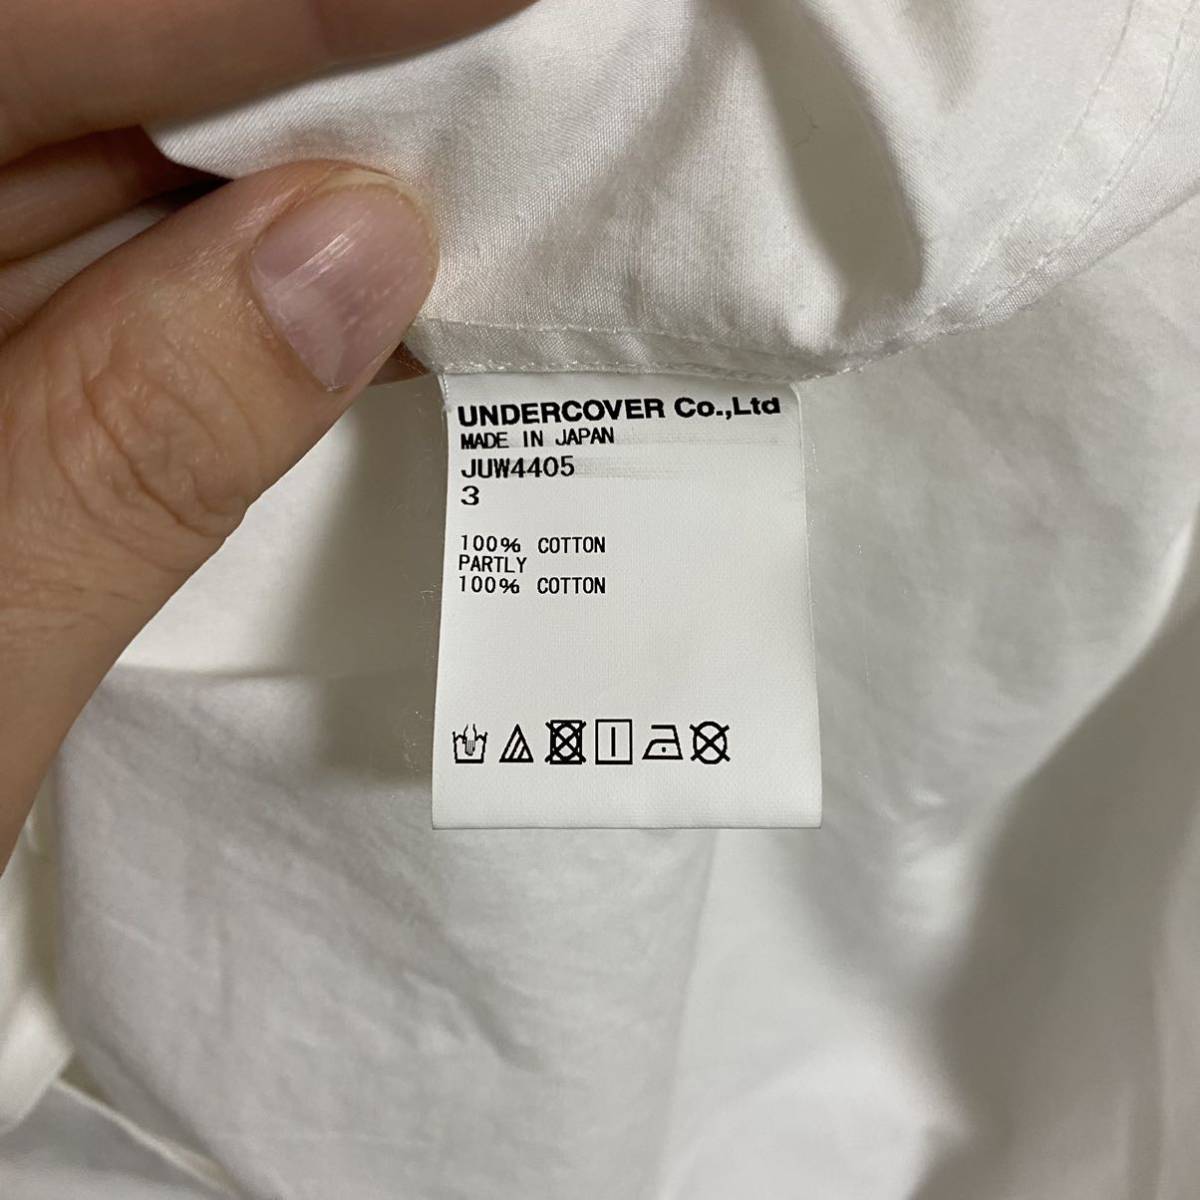 UNDERCOVER Co.,Ltd
MADE IN JAPAN
JUW4405
3
100% COTTON
PARTLY
100% COTTON